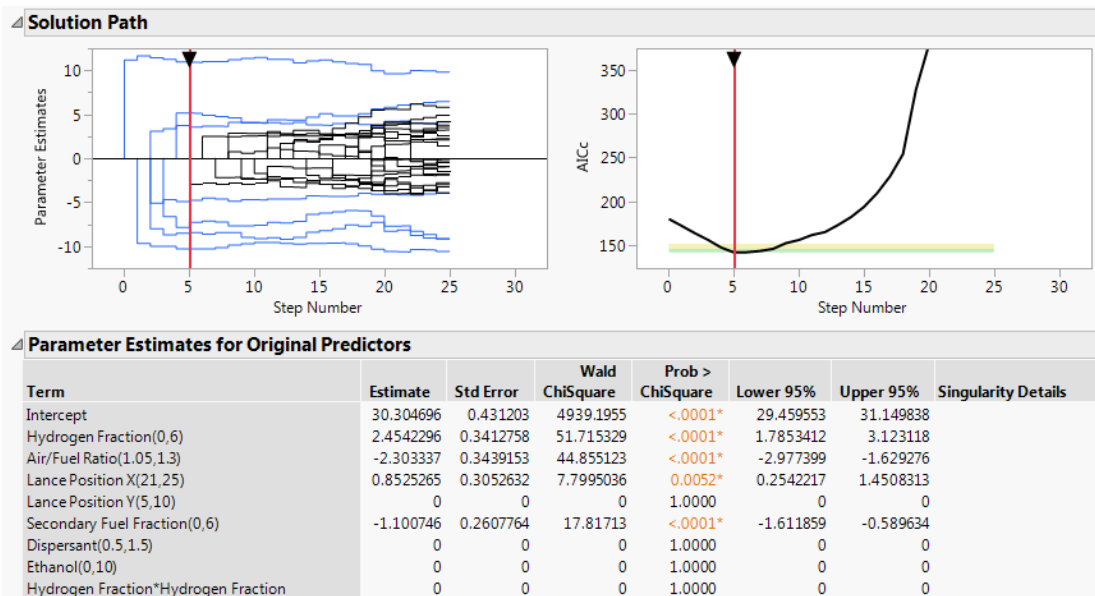 Solution Path
Parameter Estimates
10
5
0
-5
-10
0 5 10 15 20 25 30
Step Number
AICc
350
300
250
200
150
0 5 10 15 20 25 30
Step Number
Parameter Estimates for Original Predictors
Term Estimate Std Error Wald ChiSquare Prob > ChiSquare Lower 95% Upper 95% Singularity Details
Intercept 30.304696 0.431203 4939.1955 <.0001* 29.459553 31.149838
Hydrogen Fraction(0,6) 2.4542296 0.3412758 51.715329 <.0001* 1.7853412 3.123118
Air/Fuel Ratio(1.05,1.3) -2.303337 0.3439153 44.855123 <.0001* -2.977399 -1.629276
Lance Position X(21,25) 0.8525265 0.3052632 7.7995036 0.0052* 0.2542217 1.4508313
Lance Position Y(5,10) 0 0 0 1.0000 0 0
Secondary Fuel Fraction(0,6) -1.100746 0.2607764 17.81713 <.0001* -1.611859 -0.589634
Dispersant(0.5,1.5) 0 0 0 1.0000 0 0
Ethanol(0,10) 0 0 0 1.0000 0 0
Hydrogen Fraction*Hydrogen Fraction 0 0 0 1.0000 0 0